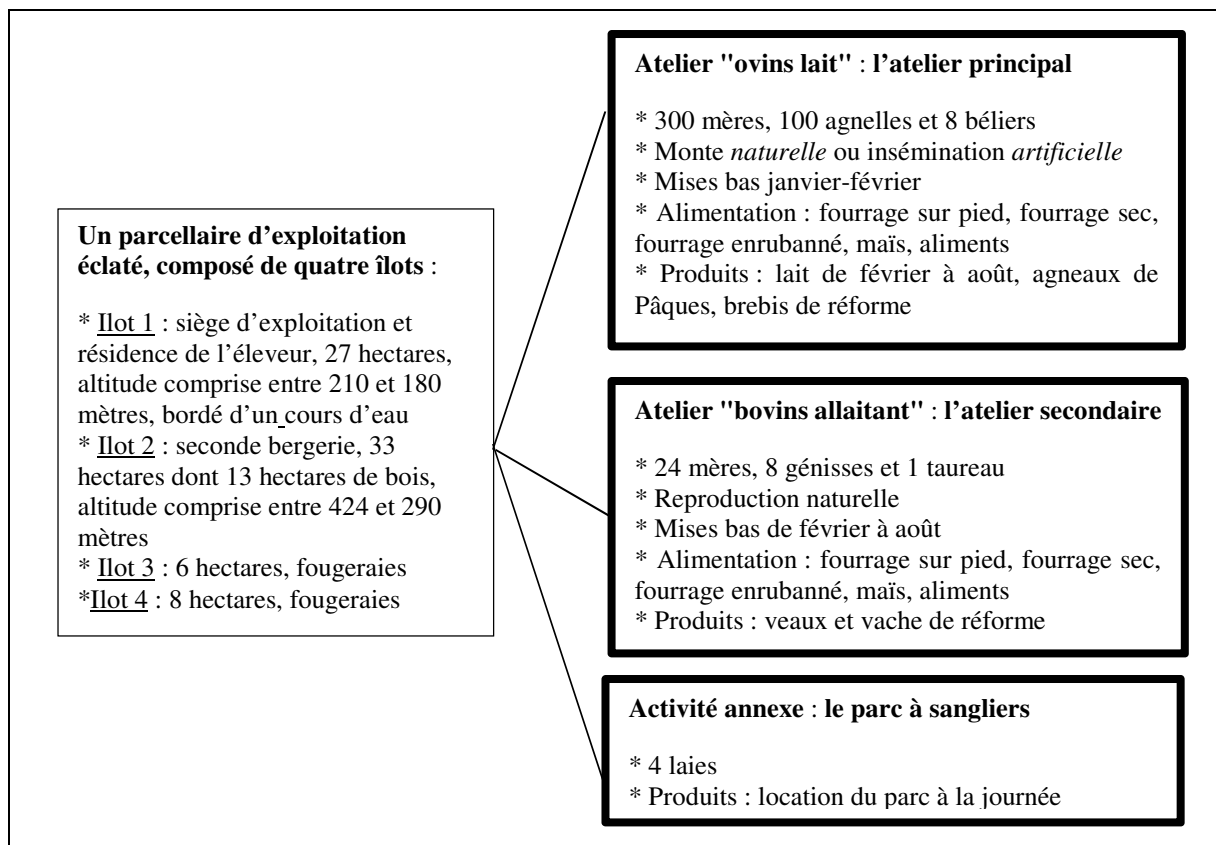 Un parcellaire d’exploitation
éclaté, composé de quatre îlots :
* Ilot 1 : siège d’exploitation et
résidence de l’éleveur, 27 hectares,
altitude comprise entre 210 et 180
mètres, bordé d’un cours d’eau
* Ilot 2 : seconde bergerie, 33
hectares dont 13 hectares de bois,
altitude comprise entre 424 et 290
mètres
* Ilot 3 : 6 hectares, fougeraies
*Ilot 4 : 8 hectares, fougeraies
Atelier "ovins lait" : l’atelier principal
* 300 mères, 100 agnelles et 8 béliers
* Monte naturelle ou insémination artificielle
* Mises bas janvier-février
* Alimentation : fourrage sur pied, fourrage sec,
fourrage enrubanné, maïs, aliments
* Produits : lait de février à août, agneaux de
Pâques, brebis de réforme
Atelier "bovins allaitant" : l’atelier secondaire
* 24 mères, 8 génisses et 1 taureau
* Reproduction naturelle
* Mises bas de février à août
* Alimentation : fourrage sur pied, fourrage sec,
fourrage enrubanné, maïs, aliments
* Produits : veaux et vache de réforme
Activité annexe : le parc à sangliers
* 4 laies
* Produits : location du parc à la journée